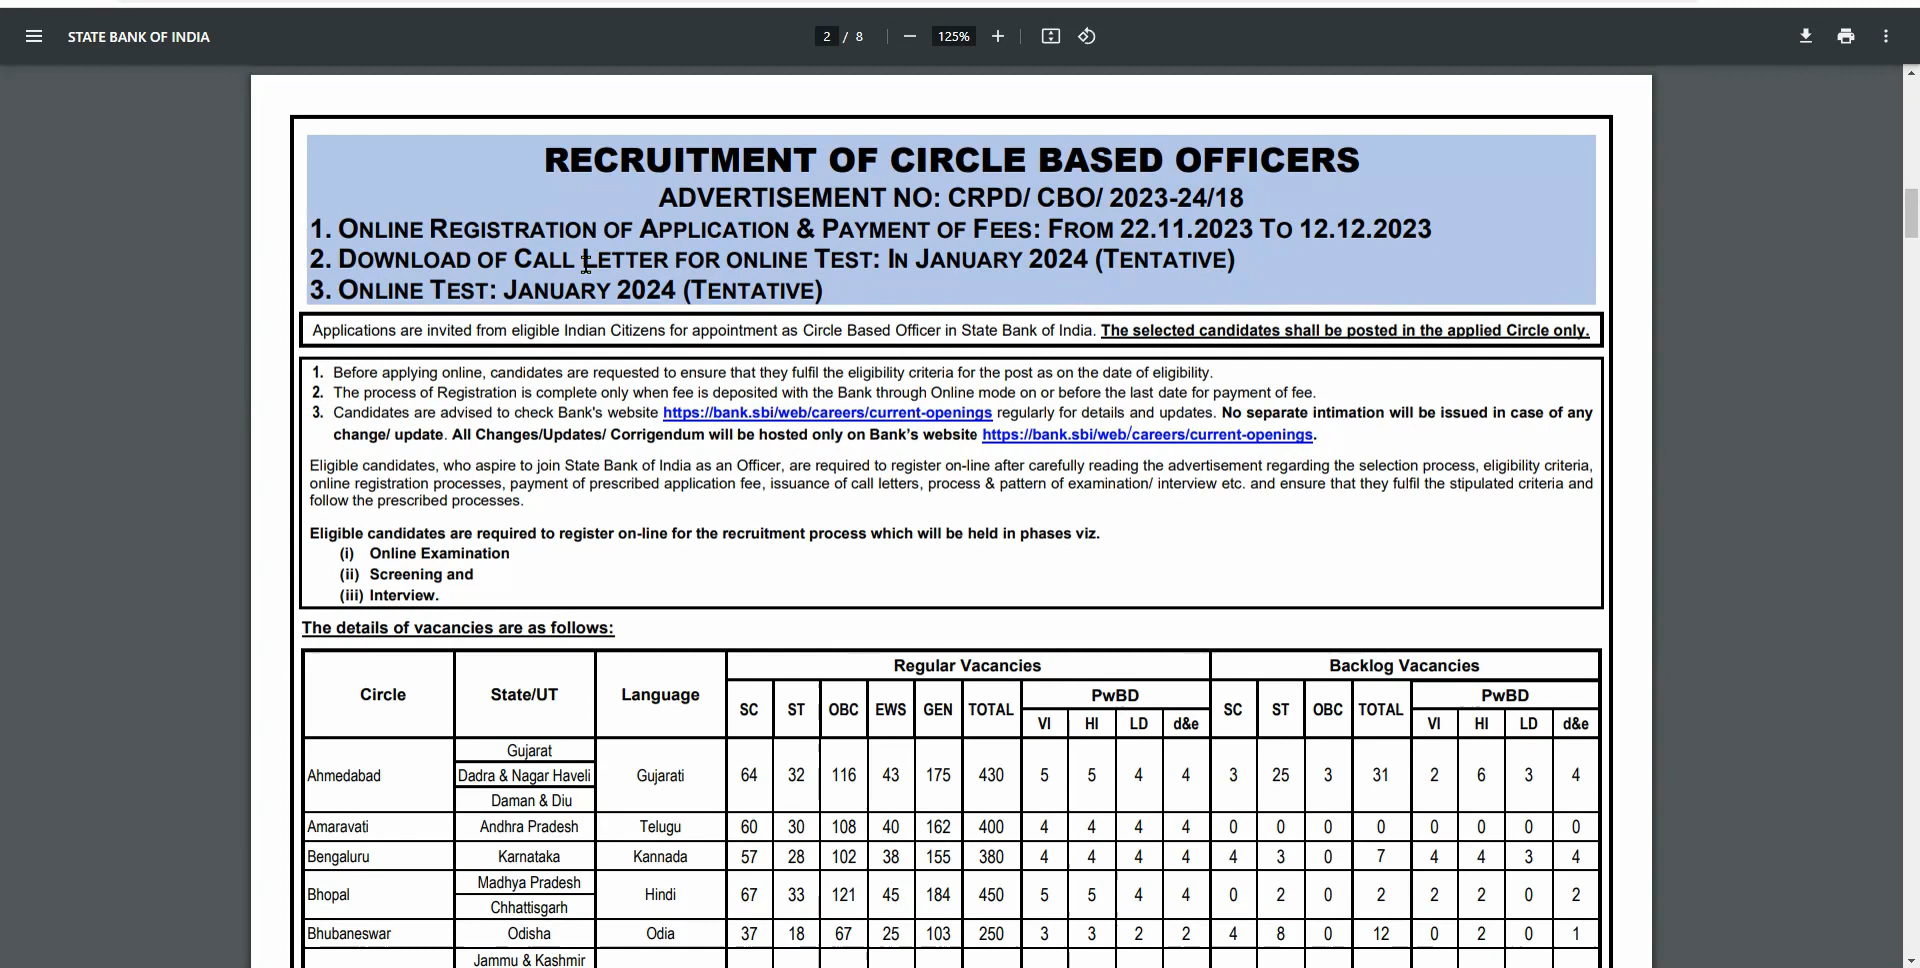 STATE BANK OF INDIA
2 / 8
125%
RECRUITMENT OF CIRCLE BASED OFFICERS
ADVERTISEMENT NO: CRPD/ CBO/ 2023-24/18
1. ONLINE REGISTRATION OF APPLICATION & PAYMENT OF FEES: FROM 22.11.2023 TO 12.12.2023
2. DOWNLOAD OF CALL LETTER FOR ONLINE TEST: IN JANUARY 2024 (TENTATIVE)
3. ONLINE TEST: JANUARY 2024 (TENTATIVE)
Applications are invited from eligible Indian Citizens for appointment as Circle Based Officer in State Bank of India. The selected candidates shall be posted in the applied Circle only.
1. Before applying online, candidates are requested to ensure that they fulfil the eligibility criteria for the post as on the date of eligibility.
2. The process of Registration is complete only when fee is deposited with the Bank through Online mode on or before the last date for payment of fee.
3. Candidates are advised to check Bank's website https://bank.sbi/web/careers/current-openings regularly for details and updates. No separate intimation will be issued in case of any
change/ update. All Changes/Updates/ Corrigendum will be hosted only on Bank's website https://bank.sbi/web/careers/current-openings.
Eligible candidates, who aspire to join State Bank of India as an Officer, are required to register on-line after carefully reading the advertisement regarding the selection process, eligibility criteria,
online registration processes, payment of prescribed application fee, issuance of call letters, process & pattern of examination/ interview etc. and ensure that they fulfil the stipulated criteria and
follow the prescribed processes.
Eligible candidates are required to register on-line for the recruitment process which will be held in phases viz.
(i) Online Examination
(ii) Screening and
(iii) Interview.
The details of vacancies are as follows:
Circle State/UT Language Regular Vacancies Backlog Vacancies
SC ST OBC EWS GEN TOTAL PwBD SC ST OBC TOTAL PwBD
VI HI LD d&e VI HI LD d&e
Gujarat
Ahmedabad Dadra & Nagar Haveli Gujarati 64 32 116 43 175 430 5 5 4 4 3 25 3 31 2 6 3 4
Daman & Diu
Amaravati Andhra Pradesh Telugu 60 30 108 40 162 400 4 4 4 4 0 0 0 0 0 0 0 0
Bengaluru Karnataka Kannada 57 28 102 38 155 380 4 4 4 4 4 3 0 7 4 4 3 4
Madhya Pradesh
Bhopal Hindi 67 33 121 45 184 450 5 5 4 4 0 2 0 2 2 2 0 2
Chhattisgarh
Bhubaneswar Odisha Odia 37 18 67 25 103 250 3 3 2 2 4 8 0 12 0 2 0 1
Jammu & Kashmir